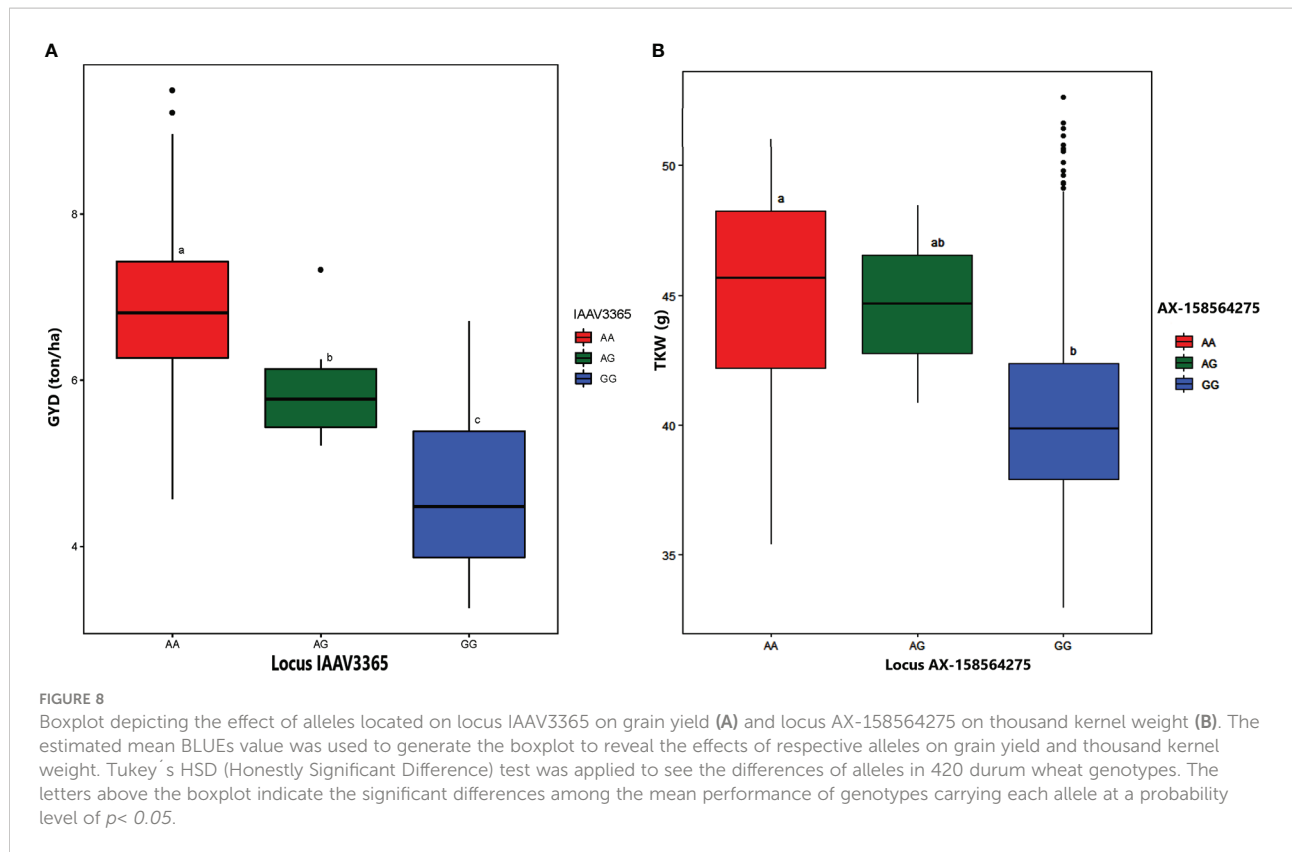 A
B
GYD (ton/ha)
8
6
4
a
b
c
AA
AG
GG
Locus IAAV3365
IAAV3365
AA
AG
GG
TKW (g)
50
45
40
35
a
ab
b
AA
AG
GG
Locus AX-158564275
AX-158564275
AA
AG
GG
FIGURE 8
Boxplot depicting the effect of alleles located on locus IAAV3365 on grain yield (A) and locus AX-158564275 on thousand kernel weight (B). The
estimated mean BLUEs value was used to generate the boxplot to reveal the effects of respective alleles on grain yield and thousand kernel
weight. Tukey´s HSD (Honestly Significant Difference) test was applied to see the differences of alleles in 420 durum wheat genotypes. The
letters above the boxplot indicate the significant differences among the mean performance of genotypes carrying each allele at a probability
level of p< 0.05.